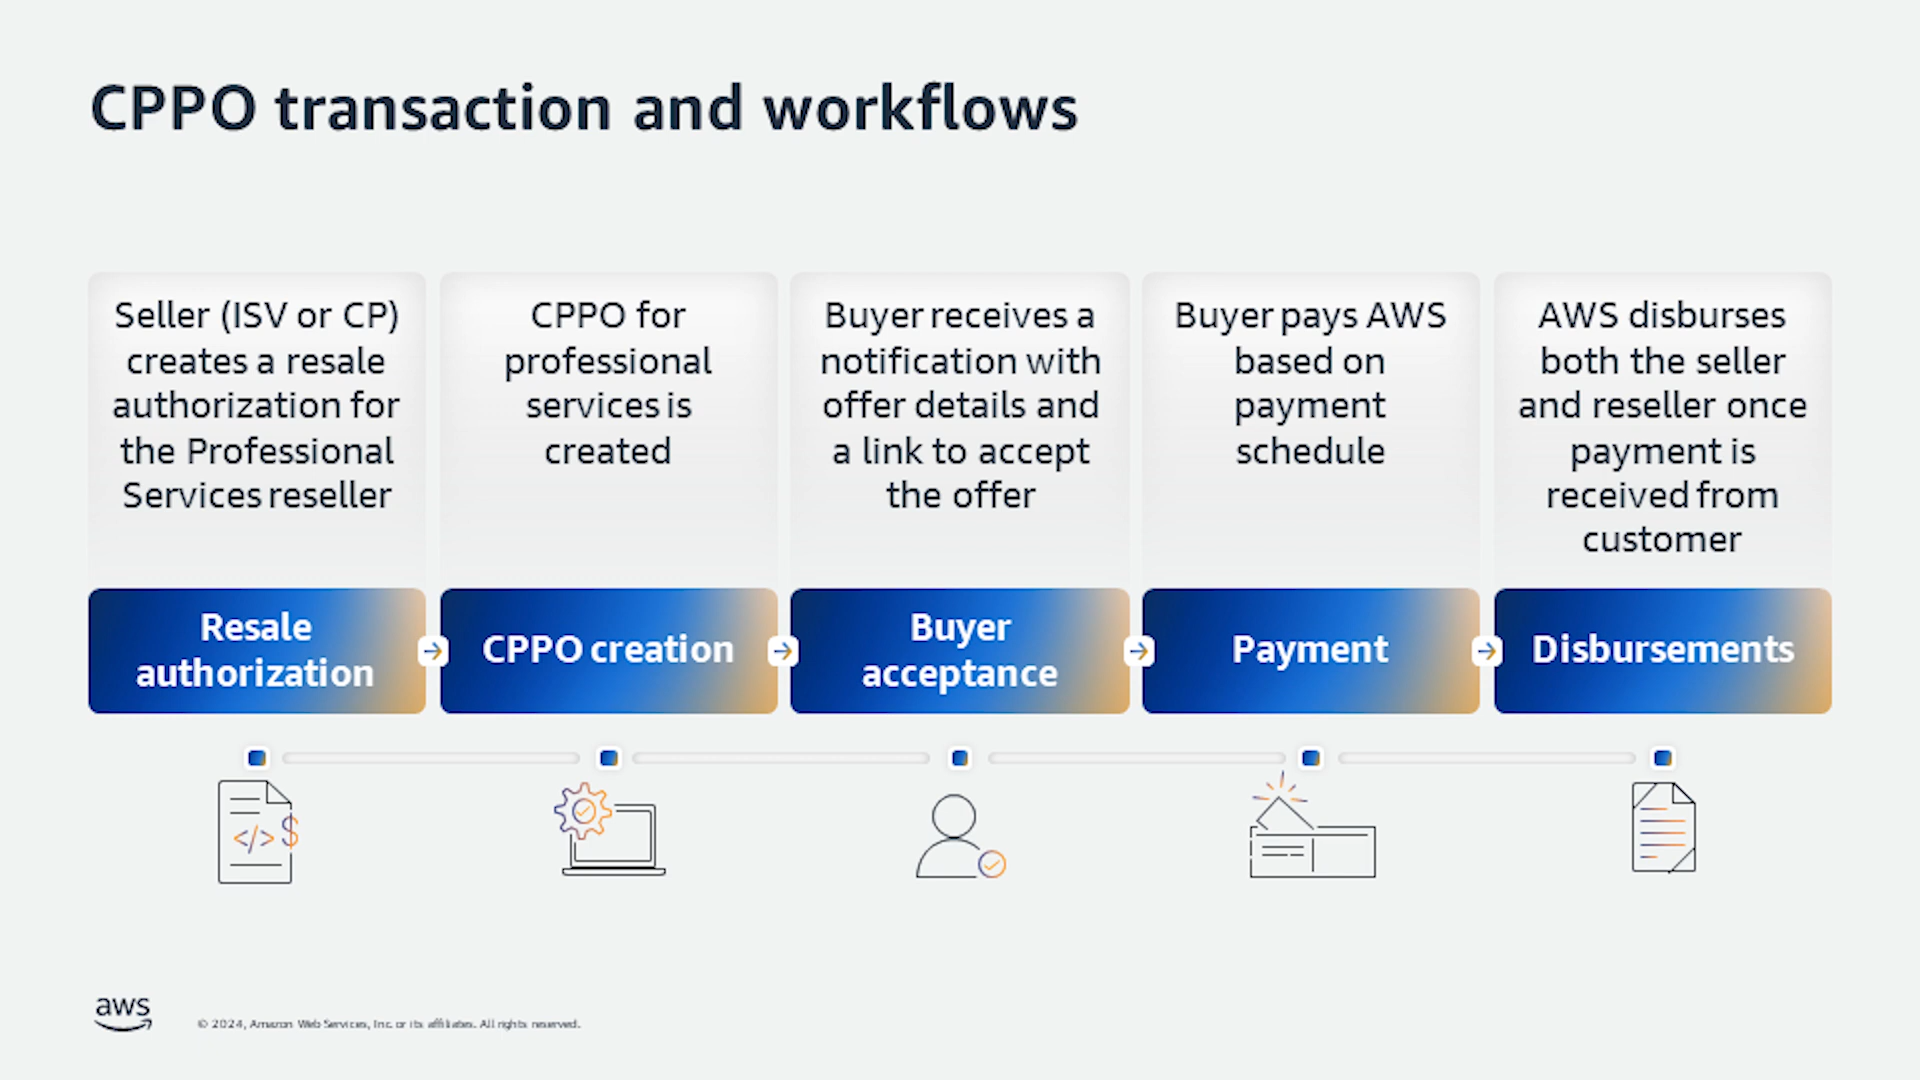 CPPO transaction and workflows
Seller (ISV or CP)
creates a resale
authorization for
the Professional
Services reseller
CPPO for
professional
services is
created
Buyer receives a
notification with
offer details and
a link to accept
the offer
Buyer pays AWS
based on
payment
schedule
AWS disburses
both the seller
and reseller once
payment is
received from
customer
Resale
authorization
CPPO creation
Buyer
acceptance
Payment
Disbursements
</>$
aws
© 2024, Amazon Web Services, Inc. or its affiliates. All rights reserved.